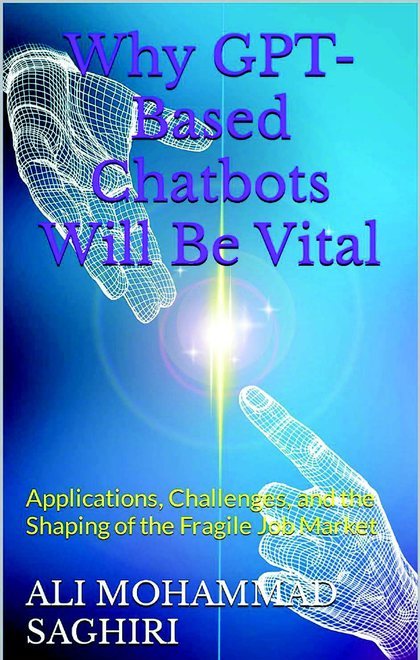 Why GPT-
Based
Chatbots
Will Be Vital
Applications, Challenges, and the
Shaping of the Fragile Job Market
ALI MOHAMMAD
SAGHIRI